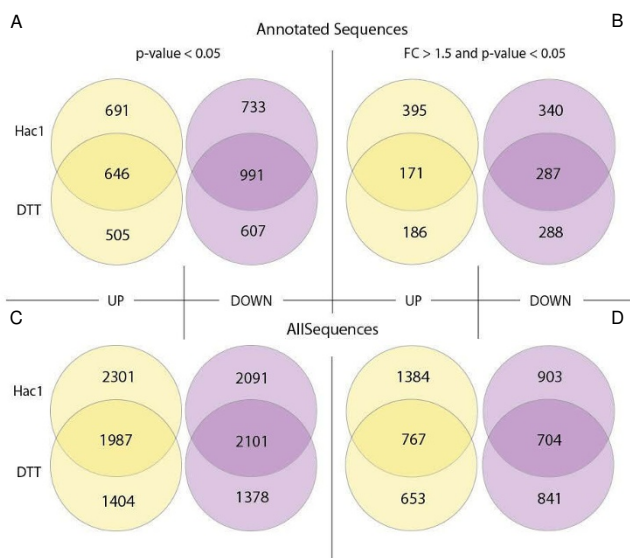 A
B
Annotated Sequences
p-value < 0.05
FC > 1.5 and p-value < 0.05
691
733
395
340
Hac1
646
991
171
287
DTT
505
607
186
288
UP
DOWN
UP
DOWN
C
AllSequences
D
2301
2091
1384
903
Hac1
1987
2101
767
704
DTT
1404
1378
653
841